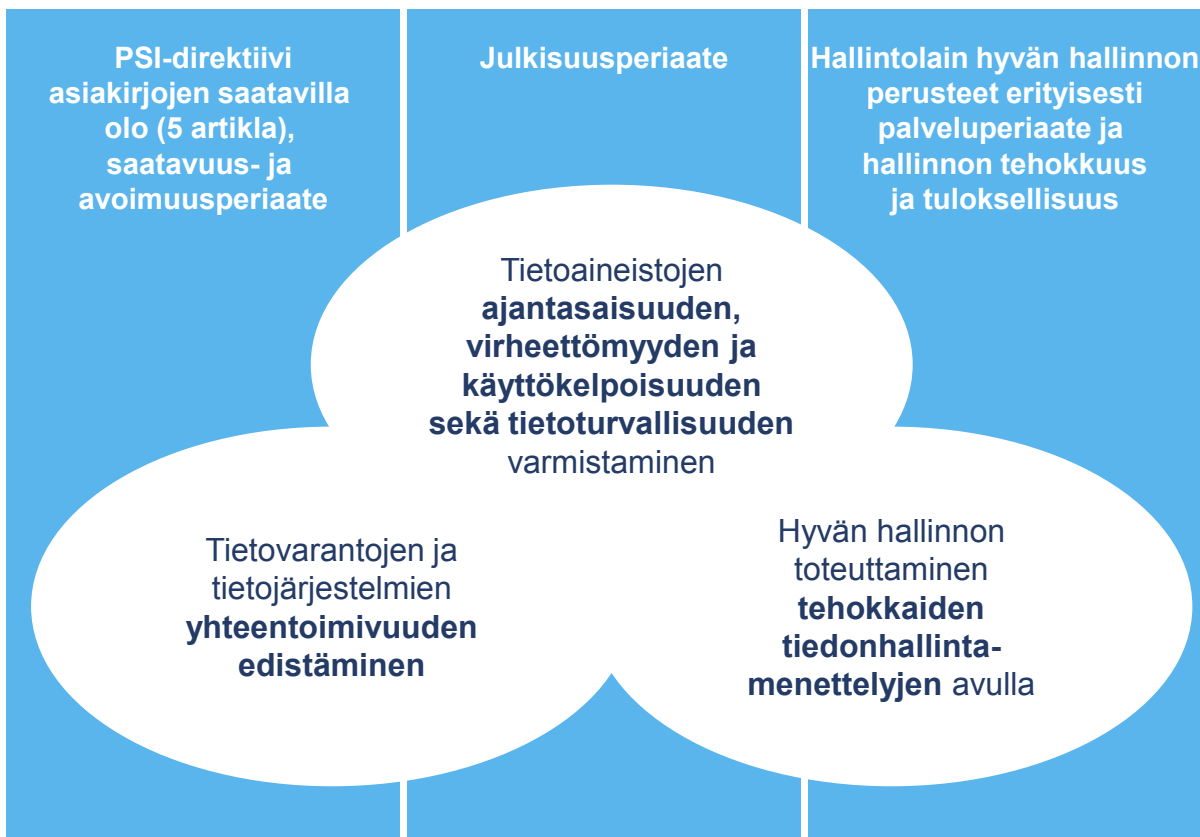 PSI-direktiivi
asiakirjojen saatavilla
olo (5 artikla),
saatavuus- ja
avoimuusperiaate
Julkisuusperiaate
Hallintolain hyvän hallinnon
perusteet erityisesti
palveluperiaate ja
hallinnon tehokkuus
ja tuloksellisuus
Tietoaineistojen
ajantasaisuuden,
virheettömyyden ja
käyttökelpoisuuden
sekä tietoturvallisuuden
varmistaminen
Tietovarantojen ja
tietojärjestelmien
yhteentoimivuuden
edistäminen
Hyvän hallinnon
toteuttaminen
tehokkaiden
tiedonhallinta-
menettelyjen avulla